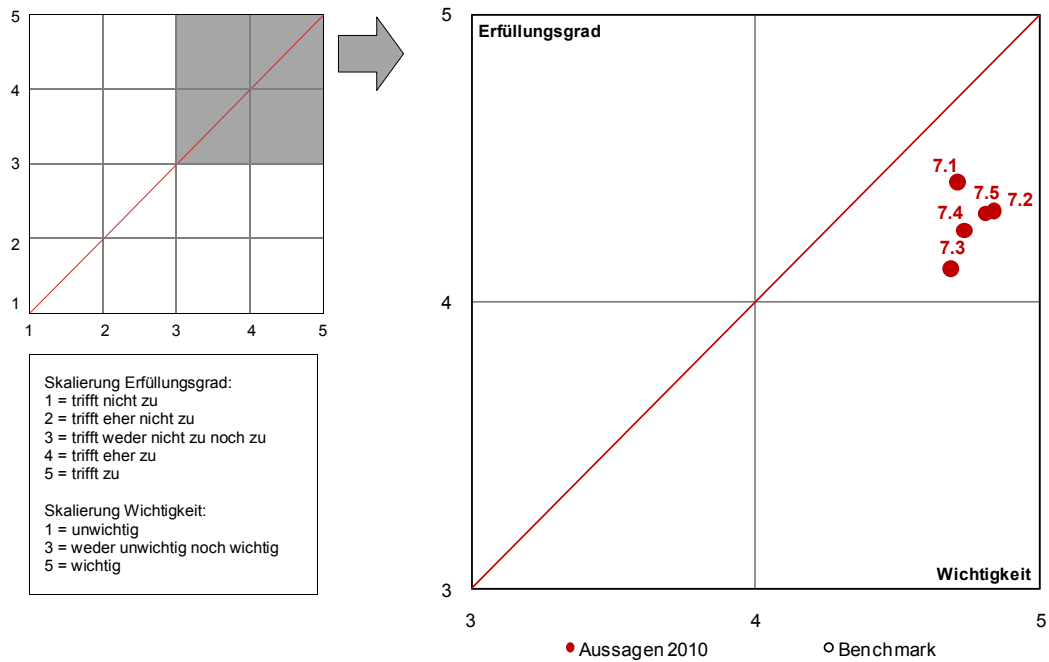 5
4
3
2
1
1 2 3 4 5
Skalierung Erfüllungsgrad:
1 = trifft nicht zu
2 = trifft eher nicht zu
3 = trifft weder nicht zu noch zu
4 = trifft eher zu
5 = trifft zu
Skalierung Wichtigkeit:
1 = unwichtig
3 = weder unwichtig noch wichtig
5 = wichtig
5
Erfüllungsgrad
7.1
7.5
7.2
7.4
7.3
4
Wichtigkeit
3
3 4 5
Aussagen 2010 Benchmark